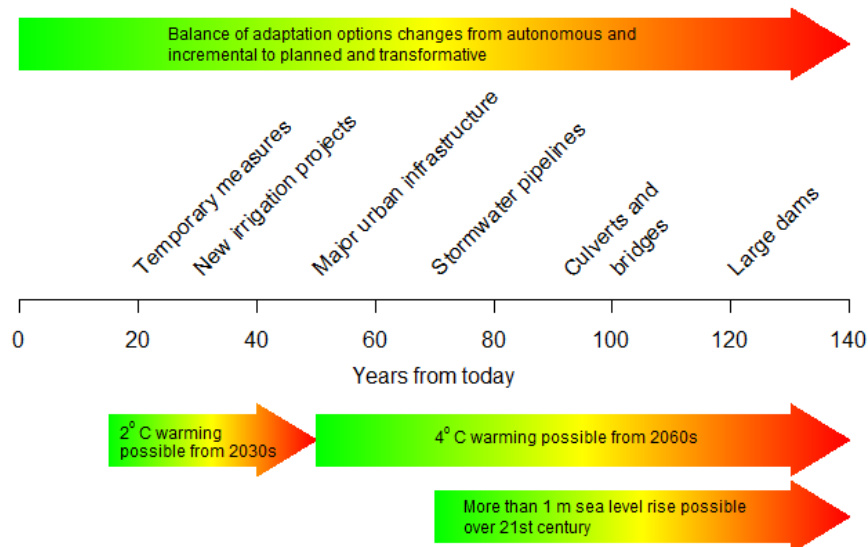 Balance of adaptation options changes from autonomous and
incremental to planned and transformative
Temporary measures
New irrigation projects
Major urban infrastructure
Stormwater pipelines
Culverts and
bridges
Large dams
0 20 40 60 80 100 120 140
Years from today
2° C warming
possible from 2030s
4° C warming possible from 2060s
More than 1 m sea level rise possible
over 21st century